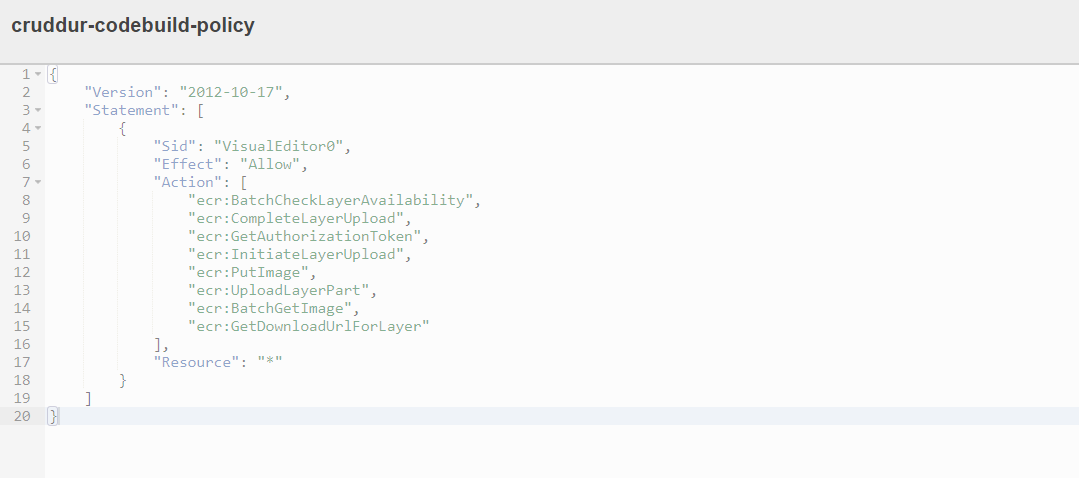 cruddur-codebuild-policy
1 {
2     "Version": "2012-10-17",
3     "Statement": [
4         {
5             "Sid": "VisualEditor0",
6             "Effect": "Allow",
7             "Action": [
8                 "ecr:BatchCheckLayerAvailability",
9                 "ecr:CompleteLayerUpload",
10                 "ecr:GetAuthorizationToken",
11                 "ecr:InitiateLayerUpload",
12                 "ecr:PutImage",
13                 "ecr:UploadLayerPart",
14                 "ecr:BatchGetImage",
15                 "ecr:GetDownloadUrlForLayer"
16             ],
17             "Resource": "*"
18         }
19     ]
20 }